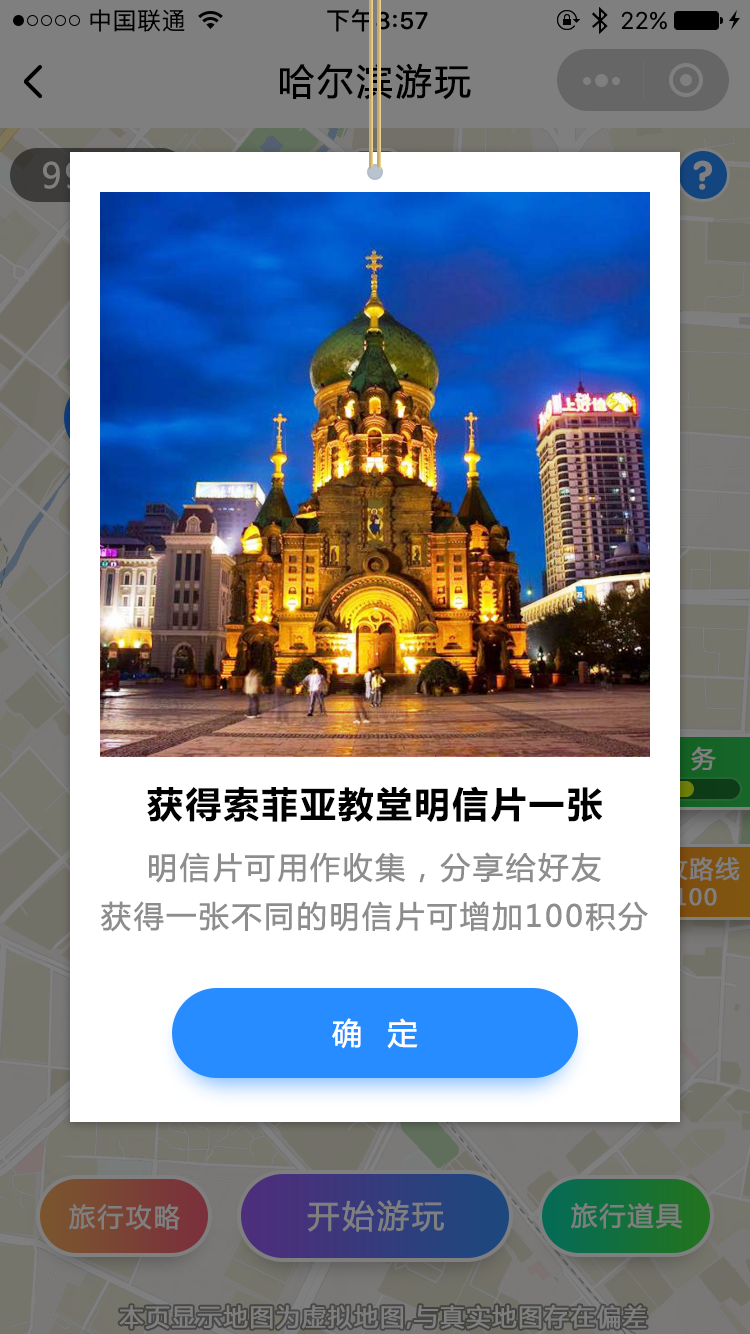 中国联通
下午8:57
22%
哈尔滨游玩
99
?
上好佳
获得索菲亚教堂明信片一张
明信片可用作收集，分享给好友
获得一张不同的明信片可增加100积分
确 定
务
路线
100
旅行攻略
开始游玩
旅行道具
本页显示地图为虚拟地图,与真实地图存在偏差